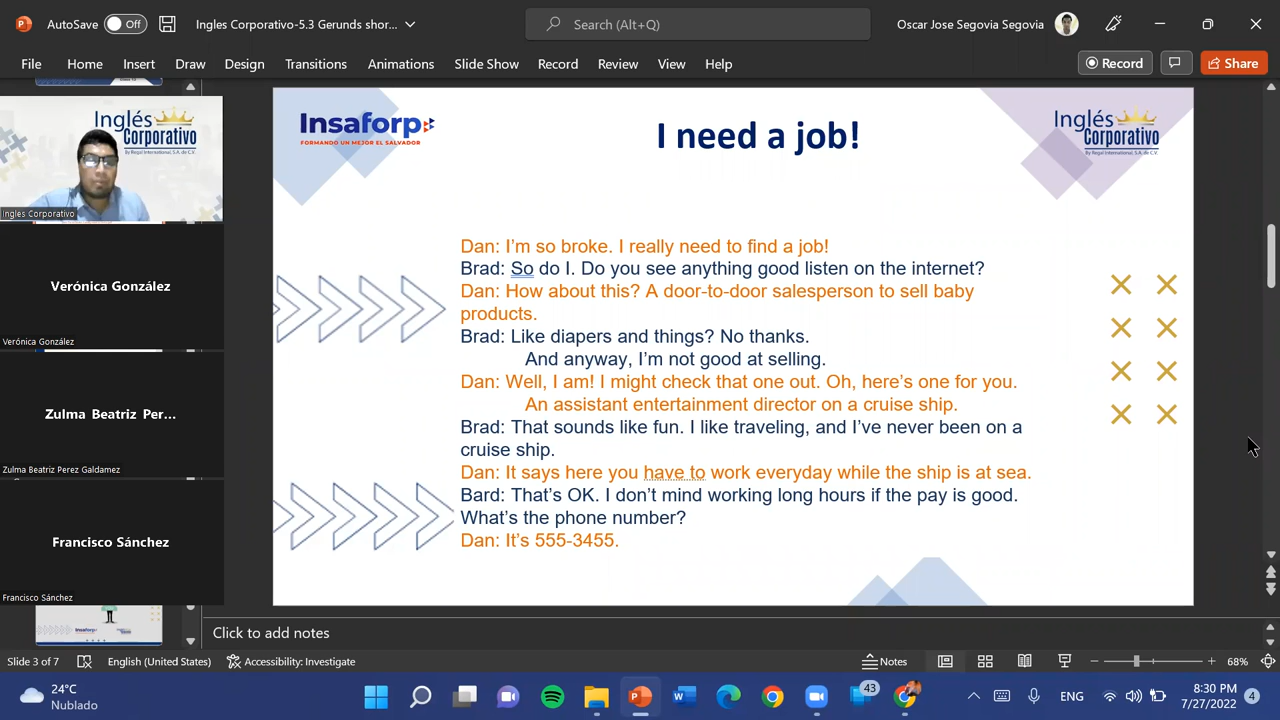 AutoSave Off Ingles Corporativo-5.3 Gerunds shor... Search (Alt+Q) Oscar Jose Segovia Segovia
File Home Insert Draw Design Transitions Animations Slide Show Record Review View Help Record Share
Inglés
Corporativo
By Regal International, S.A. de C.V.
Ingles Corporativo
Verónica González
Verónica González
Zulma Beatriz Per...
Zulma Beatriz Perez Galdamez
Francisco Sánchez
Francisco Sánchez
Insaforp
FORMANDO UN MEJOR EL SALVADOR
I need a job!
Inglés
Corporativo
By Regal International, S.A. de C.V.
Dan: I'm so broke. I really need to find a job!
Brad: So do I. Do you see anything good listen on the internet?
Dan: How about this? A door-to-door salesperson to sell baby
products.
Brad: Like diapers and things? No thanks.
And anyway, I'm not good at selling.
Dan: Well, I am! I might check that one out. Oh, here's one for you.
An assistant entertainment director on a cruise ship.
Brad: That sounds like fun. I like traveling, and I've never been on a
cruise ship.
Dan: It says here you have to work everyday while the ship is at sea.
Bard: That's OK. I don't mind working long hours if the pay is good.
What's the phone number?
Dan: It's 555-3455.
Click to add notes
Slide 3 of 7 English (United States) Accessibility: Investigate Notes 68%
24°C
Nublado
43
ENG
8:30 PM
7/27/2022
4